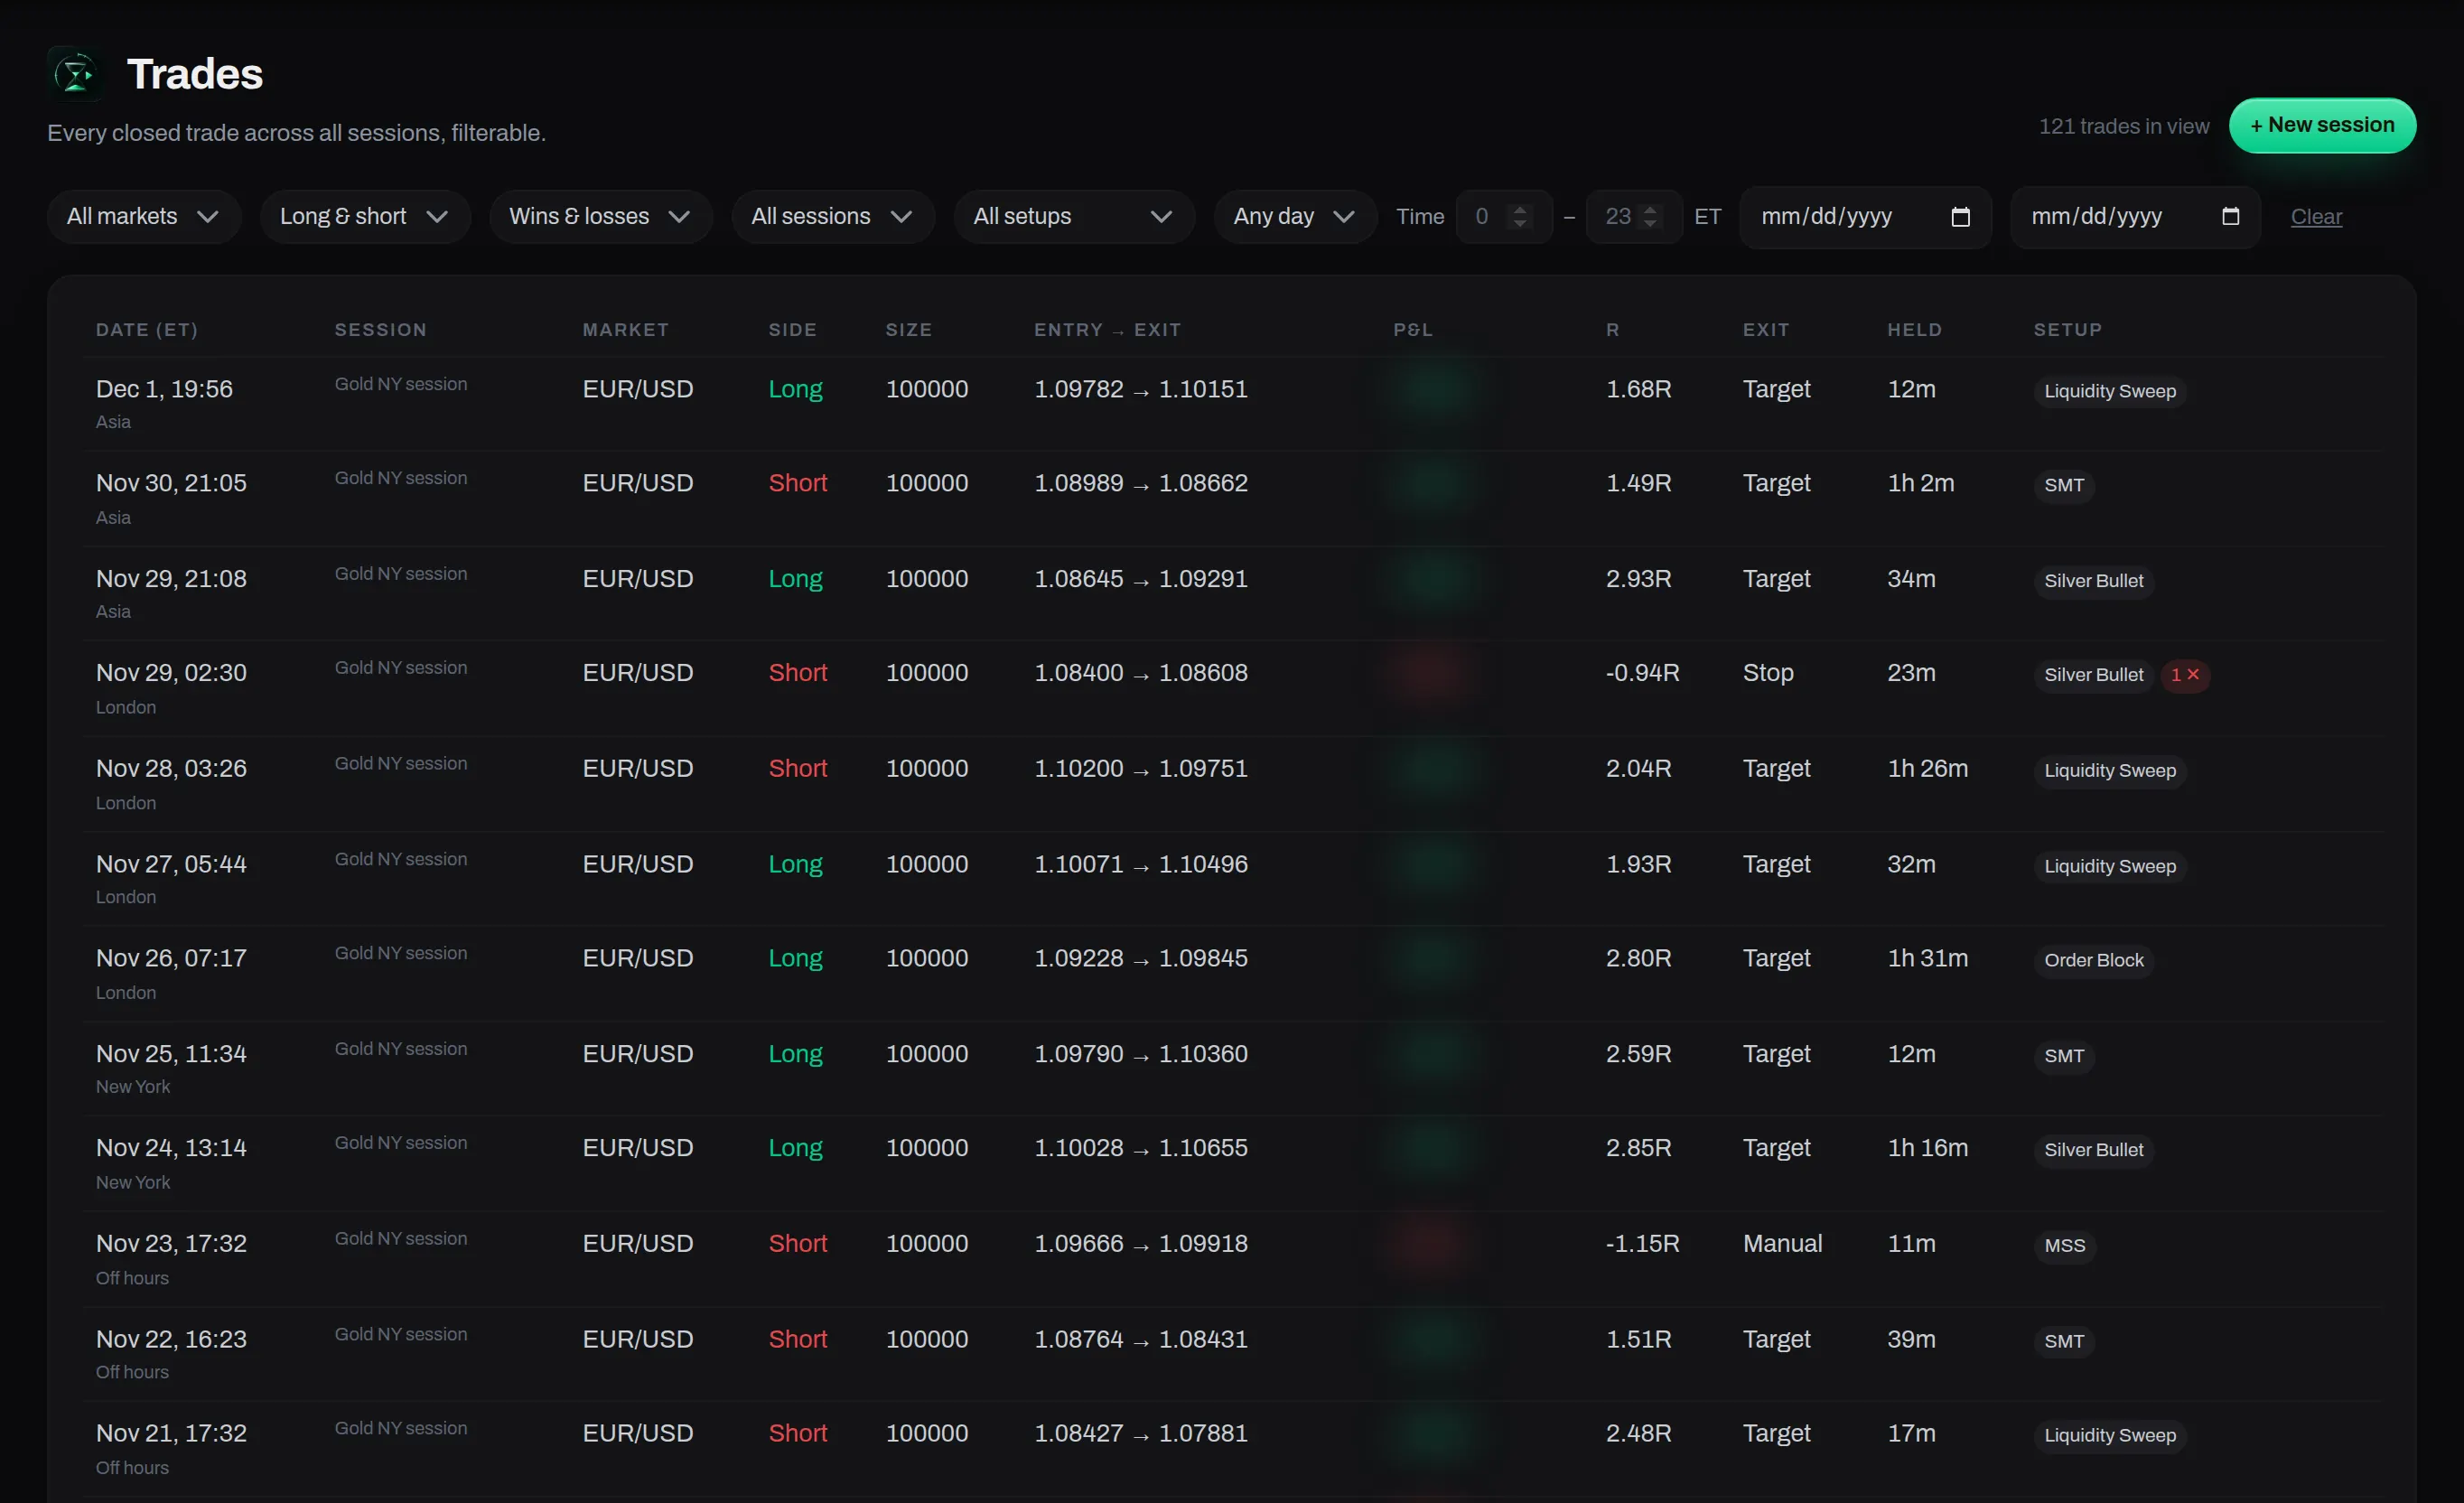 Trades
Every closed trade across all sessions, filterable.
121 trades in view + New session
All markets Long & short Wins & losses All sessions All setups Any day Time 0 – 23 ET mm/dd/yyyy mm/dd/yyyy Clear
DATE (ET) SESSION MARKET SIDE SIZE ENTRY → EXIT P&L R EXIT HELD SETUP
Dec 1, 19:56 Gold NY session EUR/USD Long 100000 1.09782 → 1.10151 1.68R Target 12m Liquidity Sweep
Asia
Nov 30, 21:05 Gold NY session EUR/USD Short 100000 1.08989 → 1.08662 1.49R Target 1h 2m SMT
Asia
Nov 29, 21:08 Gold NY session EUR/USD Long 100000 1.08645 → 1.09291 2.93R Target 34m Silver Bullet
Asia
Nov 29, 02:30 Gold NY session EUR/USD Short 100000 1.08400 → 1.08608 -0.94R Stop 23m Silver Bullet 1 ✕
London
Nov 28, 03:26 Gold NY session EUR/USD Short 100000 1.10200 → 1.09751 2.04R Target 1h 26m Liquidity Sweep
London
Nov 27, 05:44 Gold NY session EUR/USD Long 100000 1.10071 → 1.10496 1.93R Target 32m Liquidity Sweep
London
Nov 26, 07:17 Gold NY session EUR/USD Long 100000 1.09228 → 1.09845 2.80R Target 1h 31m Order Block
London
Nov 25, 11:34 Gold NY session EUR/USD Long 100000 1.09790 → 1.10360 2.59R Target 12m SMT
New York
Nov 24, 13:14 Gold NY session EUR/USD Long 100000 1.10028 → 1.10655 2.85R Target 1h 16m Silver Bullet
New York
Nov 23, 17:32 Gold NY session EUR/USD Short 100000 1.09666 → 1.09918 -1.15R Manual 11m MSS
Off hours
Nov 22, 16:23 Gold NY session EUR/USD Short 100000 1.08764 → 1.08431 1.51R Target 39m SMT
Off hours
Nov 21, 17:32 Gold NY session EUR/USD Short 100000 1.08427 → 1.07881 2.48R Target 17m Liquidity Sweep
Off hours